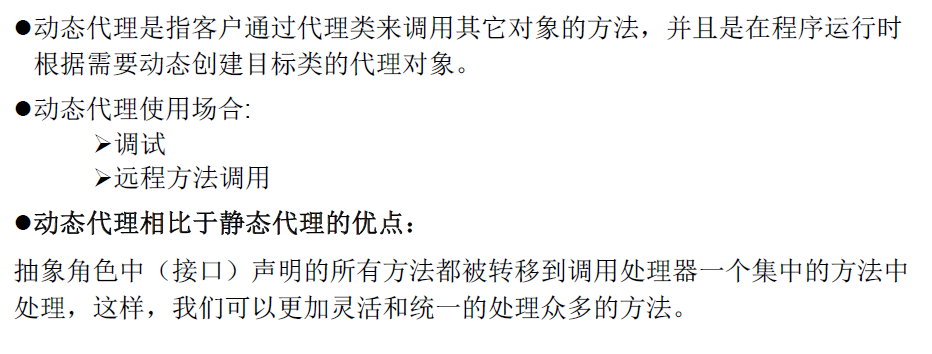 ●动态代理是指客户通过代理类来调用其它对象的方法，并且是在程序运行时
根据需要动态创建目标类的代理对象。
●动态代理使用场合:
➢调试
➢远程方法调用
●动态代理相比于静态代理的优点：
抽象角色中（接口）声明的所有方法都被转移到调用处理器一个集中的方法中
处理，这样，我们可以更加灵活和统一的处理众多的方法。